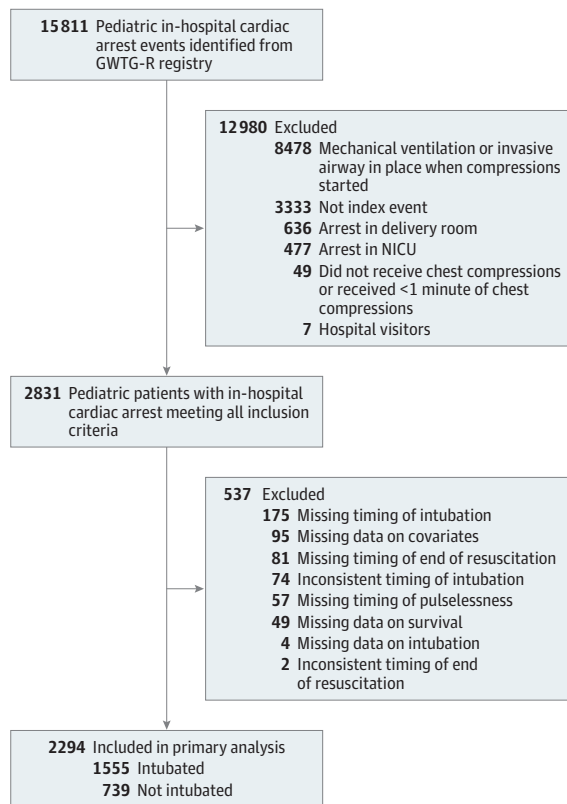 15811 Pediatric in-hospital cardiac
arrest events identified from
GWTG-R registry
12980 Excluded
8478 Mechanical ventilation or invasive
airway in place when compressions
started
3333 Not index event
636 Arrest in delivery room
477 Arrest in NICU
49 Did not receive chest compressions
or received <1 minute of chest
compressions
7 Hospital visitors
2831 Pediatric patients with in-hospital
cardiac arrest meeting all inclusion
criteria
537 Excluded
175 Missing timing of intubation
95 Missing data on covariates
81 Missing timing of end of resuscitation
74 Inconsistent timing of intubation
57 Missing timing of pulselessness
49 Missing data on survival
4 Missing data on intubation
2 Inconsistent timing of end
of resuscitation
2294 Included in primary analysis
1555 Intubated
739 Not intubated